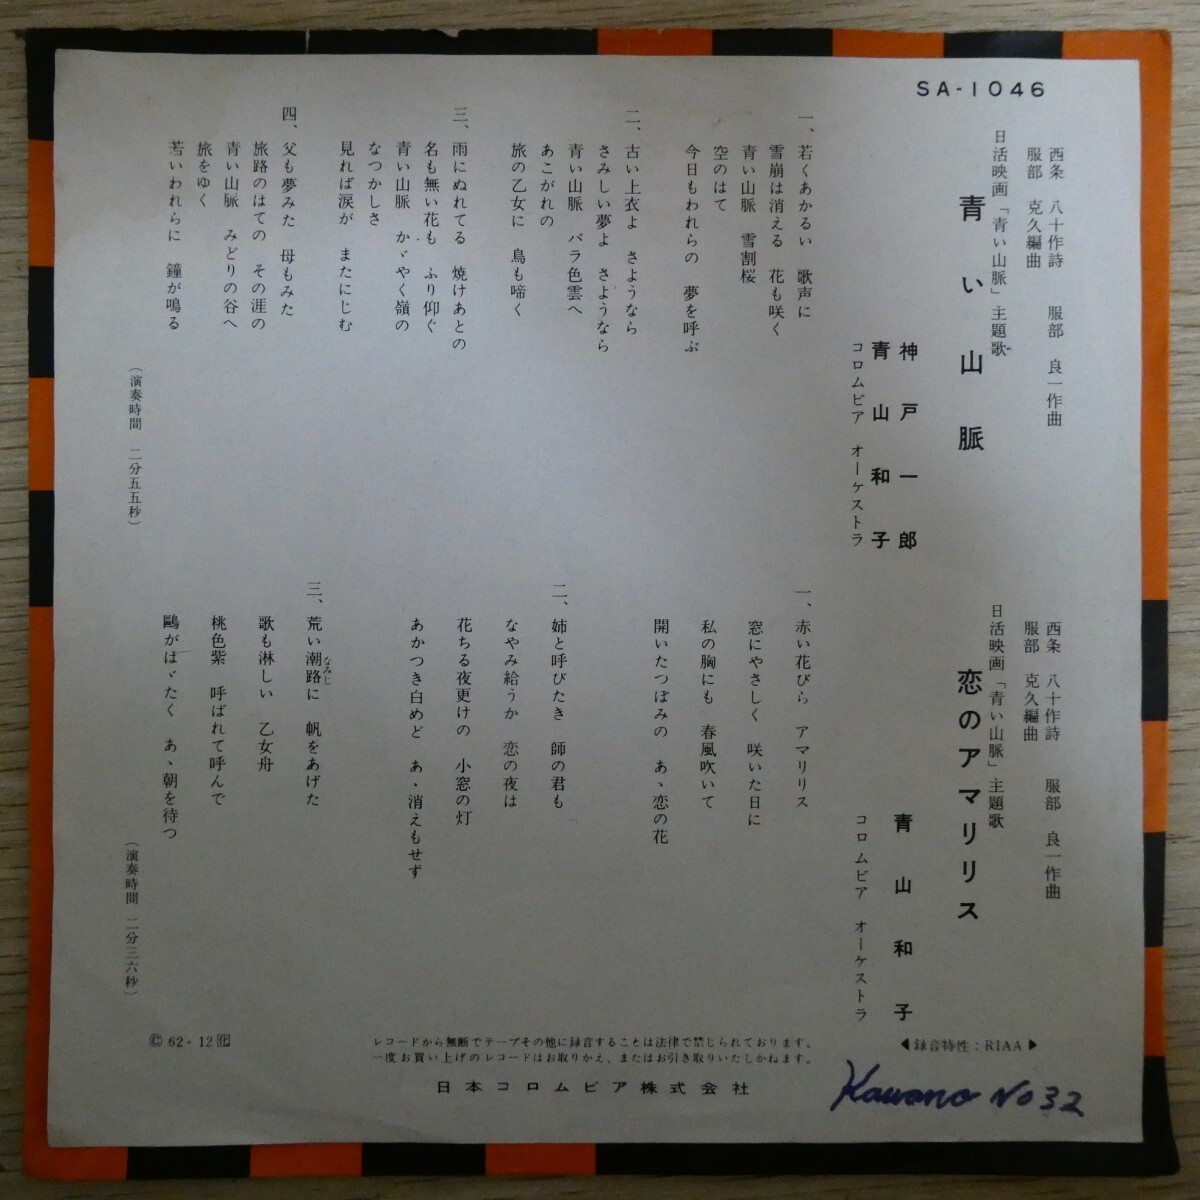 SA-1046
西条 八十作詩 服部 良一作曲
服部 克久編曲
日活映画「青い山脈」主題歌
青い山脈
神戸一郎
青山和子
コロムビア オーケストラ
一、若くあかるい 歌声に
雪崩は消える 花も咲く
青い山脈 雪割桜
空のはて
今日もわれらの 夢を呼ぶ
二、古い上衣よ さようなら
さみしい夢よ さようなら
青い山脈 バラ色雲へ
あこがれの
旅の乙女に 鳥も啼く
三、雨にぬれてる 焼けあとの
名も無い花も ふり仰ぐ
青い山脈 かゞやく嶺の
なつかしさ
見れば涙が またにじむ
四、父も夢みた 母もみた
旅路のはての その涯の
青い山脈 みどりの谷へ
旅をゆく
若いわれらに 鐘が鳴る
(演奏時間 二分五五秒)
西条 八十作詩 服部 良一作曲
服部 克久編曲
日活映画「青い山脈」主題歌
恋のアマリリス
青山和子
コロムビア オーケストラ
一、赤い花びら アマリリス
窓にやさしく 咲いた日に
私の胸にも 春風吹いて
開いたつぼみの あゝ恋の花
二、姉と呼びたき 師の君も
なやみ給うか 恋の夜は
花ちる夜更けの 小窓の灯
あかつき白めど あゝ消えもせず
三、荒い潮路に 帆をあげた
なみじ
歌も淋しい 乙女舟
桃色紫 呼ばれて呼んで
鷗がはゞたく あゝ朝を待つ
(演奏時間 二分三六秒)
◀録音特性：RIAA▶
レコードから無断でテープその他に録音することは法律で禁じられております。
一度お買い上げのレコードはお取りかえ、またはお引き取りいたしかねます。
日本コロムビア株式会社
Ⓒ 62・12
Kawano No 32